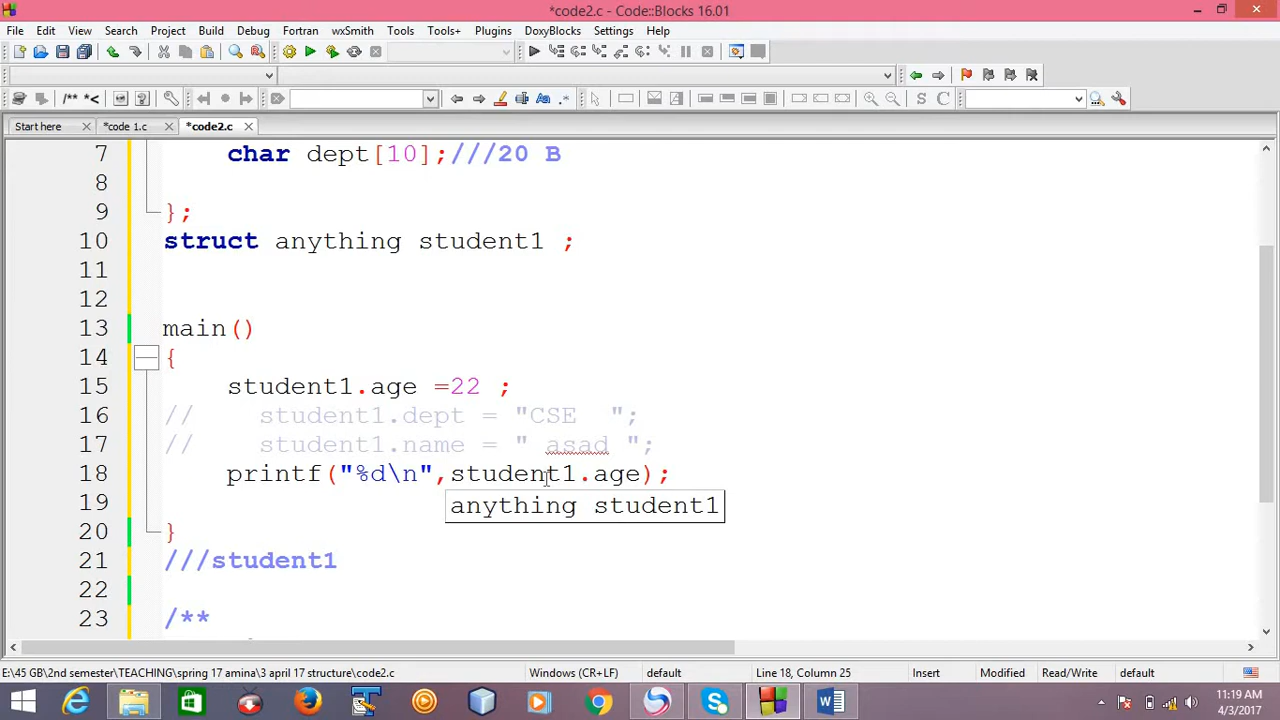 *code2.c - Code::Blocks 16.01
File Edit View Search Project Build Debug Fortran wxSmith Tools Tools+ Plugins DoxyBlocks Settings Help
/** *<
S C
Start here *code 1.c *code2.c
7 char dept[10];///20 B
8
9 };
10 struct anything student1 ;
11
12
13 main()
14 {
15 student1.age =22 ;
16 // student1.dept = "CSE  ";
17 // student1.name = " asad ";
18 printf("%d\n",student1.age);
anything student1
19
20 }
21 ///student1
22
23 /**
E:\45 GB\2nd semester\TEACHING\spring 17 amina\3 april 17 structure\code2.c Windows (CR+LF) default Line 18, Column 25 Insert Modified Read/Write default
11:19 AM
4/3/2017